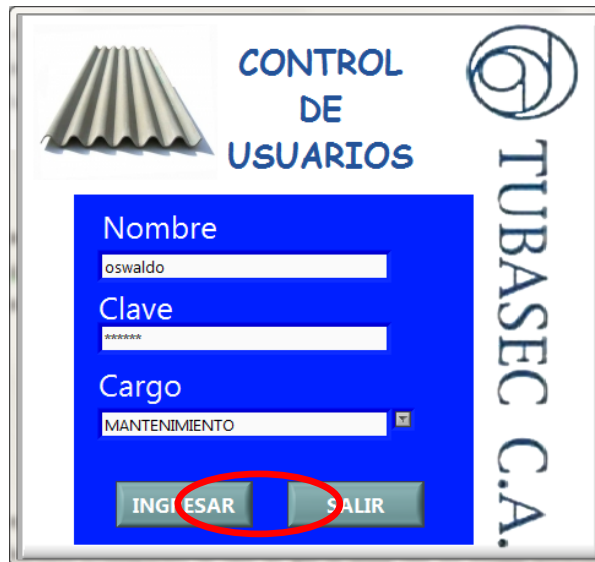 CONTROL
DE
USUARIOS
TUBASEC C.A.
Nombre
oswaldo
Clave
******
Cargo
MANTENIMIENTO
INGRESAR
SALIR